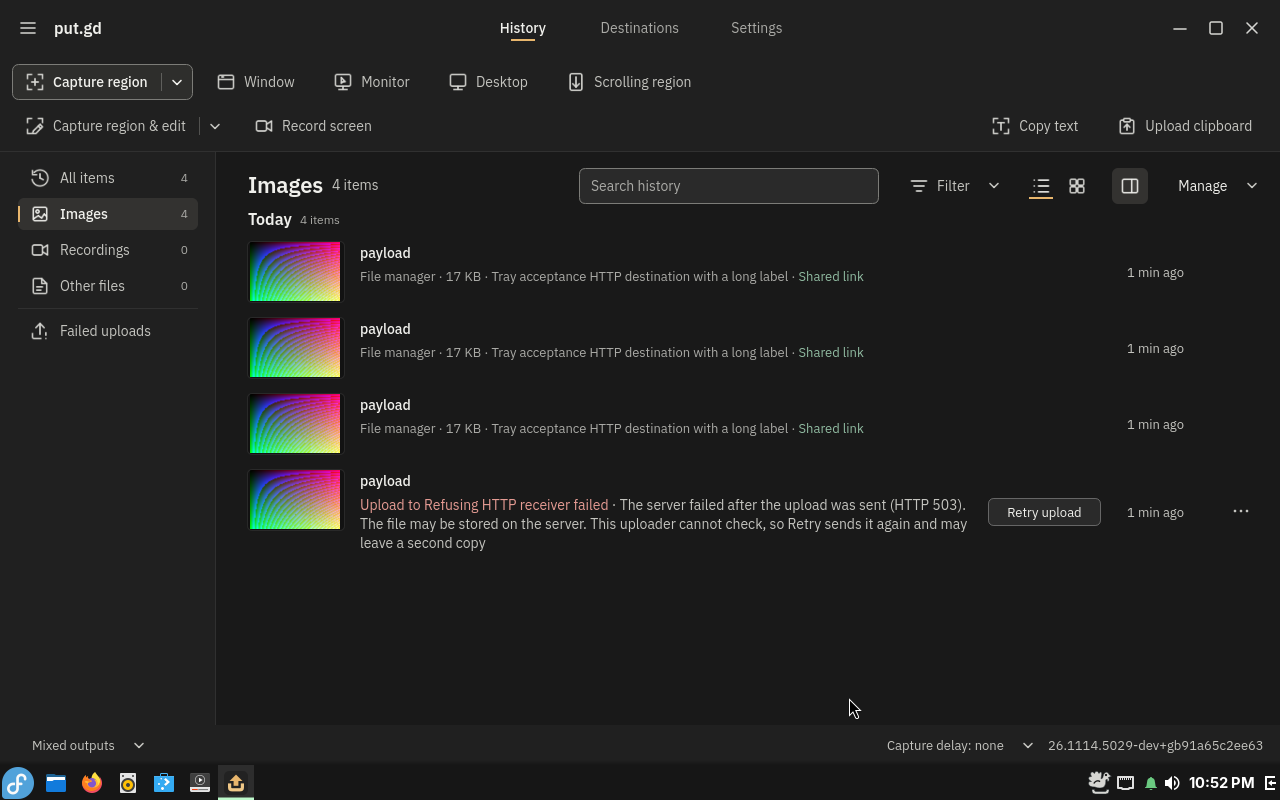 put.gd
History
Destinations
Settings
Capture region
Window
Monitor
Desktop
Scrolling region
Capture region & edit
Record screen
Copy text
Upload clipboard
All items 4
Images 4
Recordings 0
Other files 0
Failed uploads
Images 4 items
Search history
Filter
Manage
Today 4 items
payload
File manager · 17 KB · Tray acceptance HTTP destination with a long label · Shared link
1 min ago
payload
File manager · 17 KB · Tray acceptance HTTP destination with a long label · Shared link
1 min ago
payload
File manager · 17 KB · Tray acceptance HTTP destination with a long label · Shared link
1 min ago
payload
Upload to Refusing HTTP receiver failed · The server failed after the upload was sent (HTTP 503).
The file may be stored on the server. This uploader cannot check, so Retry sends it again and may
leave a second copy
Retry upload
1 min ago
Mixed outputs
Capture delay: none
26.1114.5029-dev+gb91a65c2ee63
10:52 PM